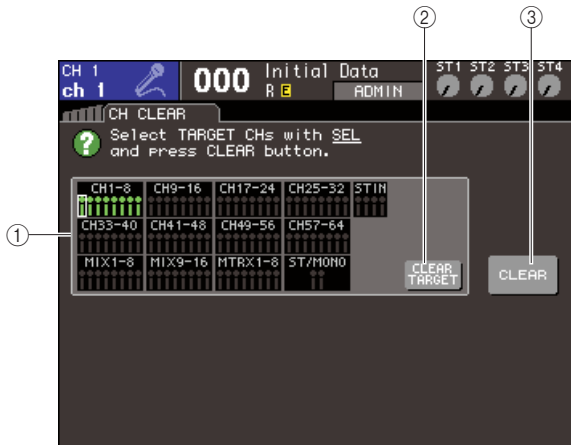 ② ③
CH 1
ch 1
000
Initial Data
R E ADMIN
ST1 ST2 ST3 ST4
CH CLEAR
? Select TARGET CHs with SEL
and press CLEAR button.
①
CH1-8 CH9-16 CH17-24 CH25-32 STIN
CH33-40 CH41-48 CH49-56 CH57-64
MIX1-8 MIX9-16 MTRX1-8 ST/MONO
CLEAR
TARGET
CLEAR